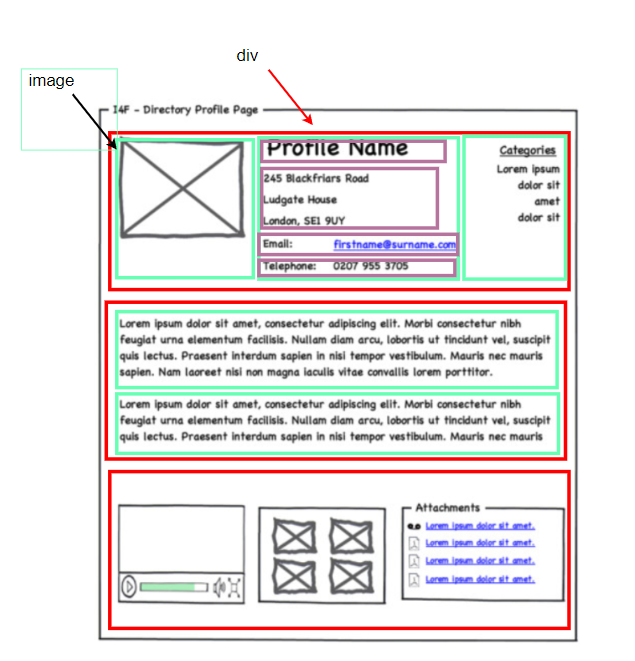 div
image
I4F - Directory Profile Page
Profile Name
245 Blackfriars Road
Ludgate House
London, SE1 9UY
Email: firstname@surname.com
Telephone: 0207 955 3705
Categories
Lorem ipsum
dolor sit
amet
dolor sit
Lorem ipsum dolor sit amet, consectetur adipiscing elit. Morbi consectetur nibh
feugiat urna elementum facilisis. Nullam diam arcu, lobortis ut tincidunt vel, suscipit
quis lectus. Praesent interdum sapien in nisi tempor vestibulum. Mauris nec mauris
sapien. Nam laoreet nisi non magna iaculis vitae convallis lorem porttitor.
Lorem ipsum dolor sit amet, consectetur adipiscing elit. Morbi consectetur nibh
feugiat urna elementum facilisis. Nullam diam arcu, lobortis ut tincidunt vel, suscipit
quis lectus. Praesent interdum sapien in nisi tempor vestibulum. Mauris nec mauris
Attachments
Lorem ipsum dolor sit amet.
Lorem ipsum dolor sit amet.
Lorem ipsum dolor sit amet.
Lorem ipsum dolor sit amet.